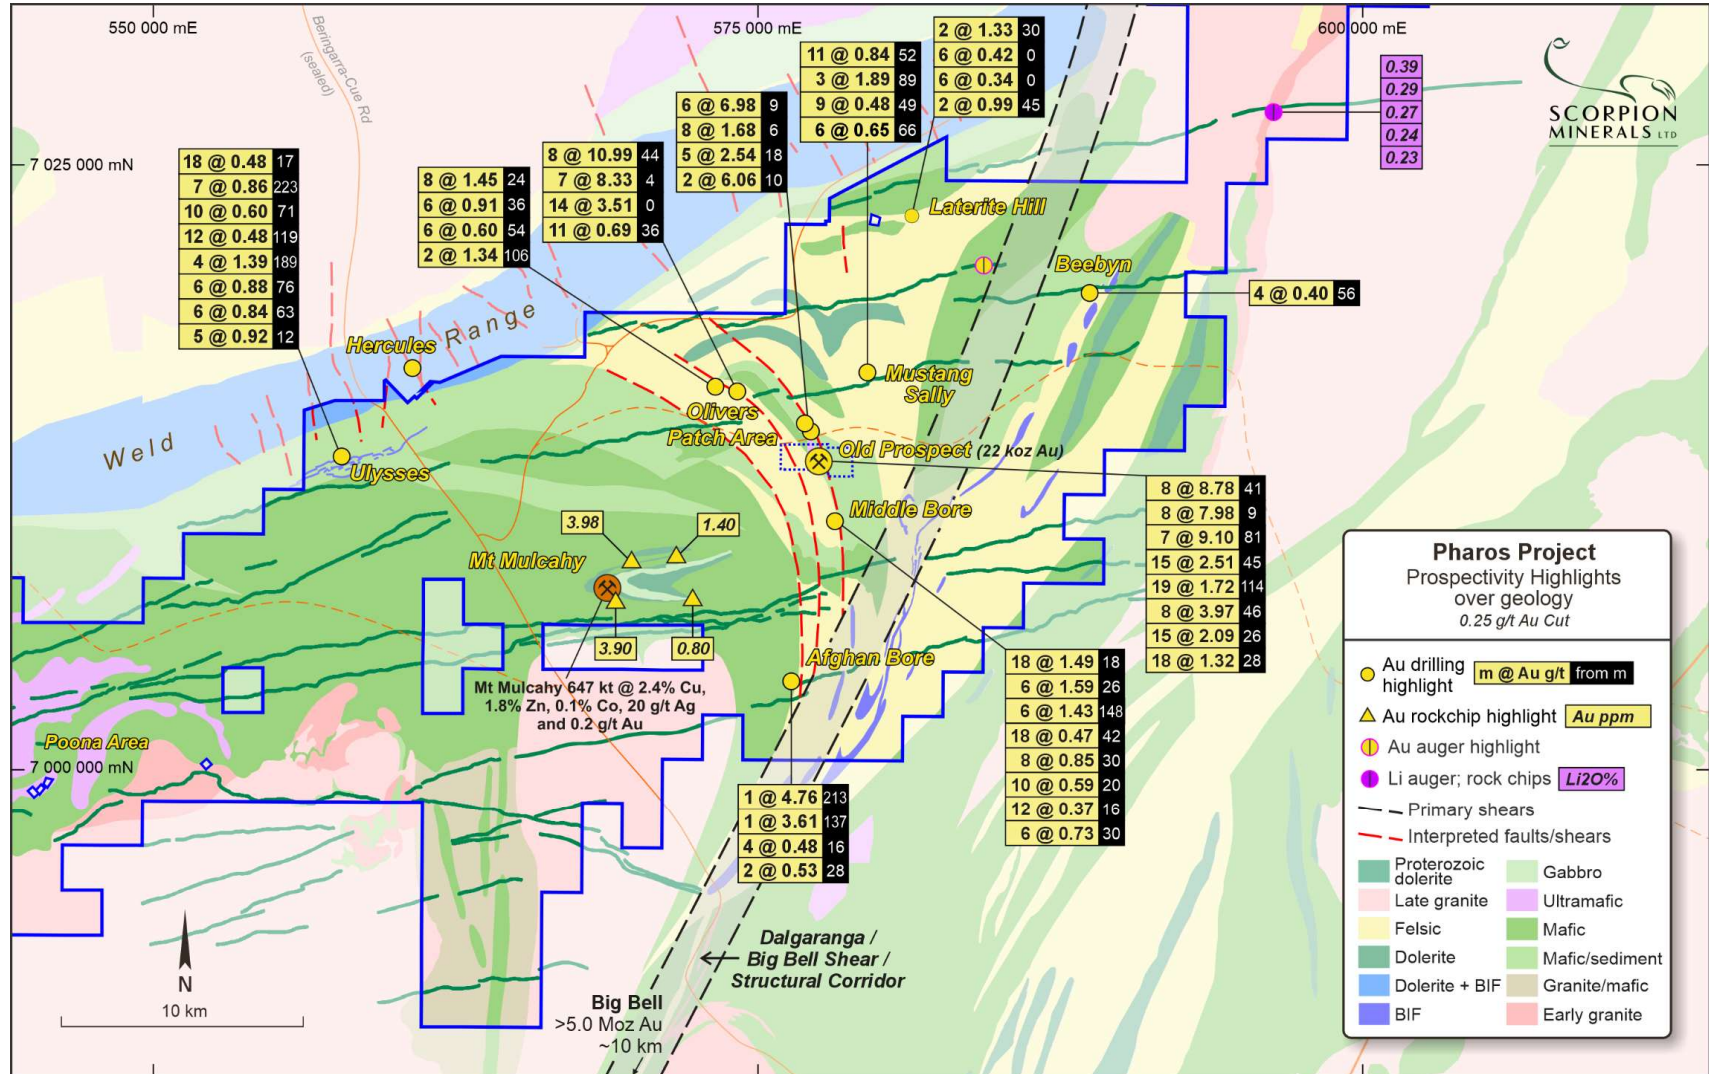 550 000 mE
575 000 mE
600 000 mE
7 025 000 mN
7 000 000 mN
Beringarra-Cue Rd
(sealed)
SCORPION
MINERALS LTD
18 @ 0.48 17
7 @ 0.86 223
10 @ 0.60 71
12 @ 0.48 119
4 @ 1.39 189
6 @ 0.88 76
6 @ 0.84 63
5 @ 0.92 12
8 @ 1.45 24
6 @ 0.91 36
6 @ 0.60 54
2 @ 1.34 106
8 @ 10.99 44
7 @ 8.33 4
14 @ 3.51 0
11 @ 0.69 36
6 @ 6.98 9
8 @ 1.68 6
5 @ 2.54 18
2 @ 6.06 10
11 @ 0.84 52
3 @ 1.89 89
9 @ 0.48 49
6 @ 0.65 66
2 @ 1.33 30
6 @ 0.42 0
6 @ 0.34 0
2 @ 0.99 45
0.39
0.29
0.27
0.24
0.23
Laterite Hill
Beebyn
4 @ 0.40 56
Weld Range
Hercules
Ulysses
Olivers
Patch Area
Mustang
Sally
Old Prospect (22 koz Au)
Middle Bore
8 @ 8.78 41
8 @ 7.98 9
7 @ 9.10 81
15 @ 2.51 45
19 @ 1.72 114
8 @ 3.97 46
15 @ 2.09 26
18 @ 1.32 28
3.98
1.40
Mt Mulcahy
3.90
0.80
Afghan Bore
Mt Mulcahy 647 kt @ 2.4% Cu,
1.8% Zn, 0.1% Co, 20 g/t Ag
and 0.2 g/t Au
Poona Area
18 @ 1.49 18
6 @ 1.59 26
6 @ 1.43 148
18 @ 0.47 42
8 @ 0.85 30
10 @ 0.59 20
12 @ 0.37 16
6 @ 0.73 30
1 @ 4.76 213
1 @ 3.61 137
4 @ 0.48 16
2 @ 0.53 28
Dalgaranga /
Big Bell Shear /
Structural Corridor
Big Bell
>5.0 Moz Au
~10 km
N
10 km
Pharos Project
Prospectivity Highlights
over geology
0.25 g/t Au Cut
Au drilling
highlight
m @ Au g/t from m
Au rockchip highlight Au ppm
Au auger highlight
Li auger; rock chips Li2O%
Primary shears
Interpreted faults/shears
Proterozoic
dolerite
Gabbro
Late granite
Ultramafic
Felsic
Mafic
Dolerite
Mafic/sediment
Dolerite + BIF
Granite/mafic
BIF
Early granite